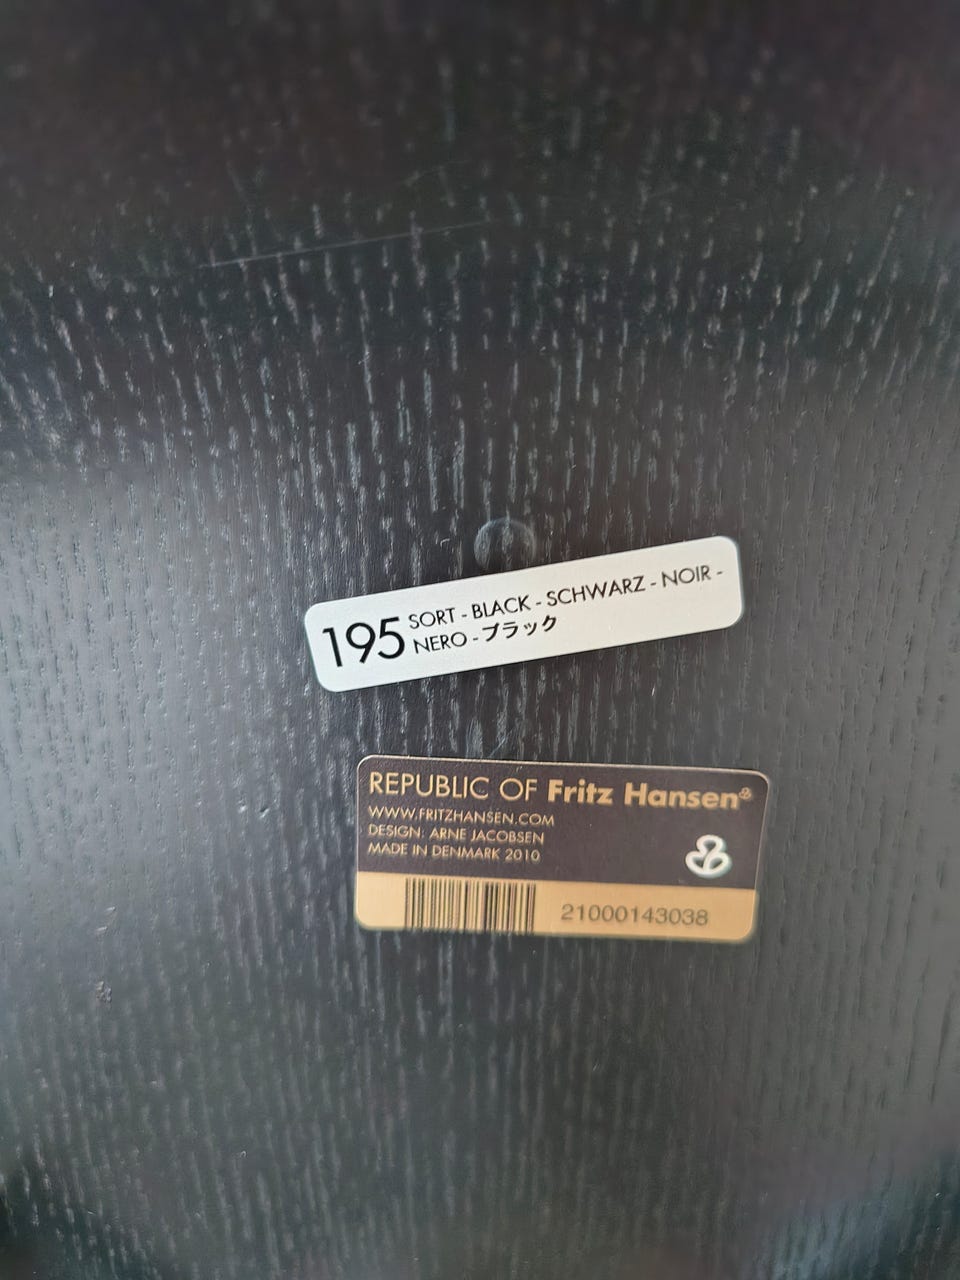 195 SORT - BLACK - SCHWARZ - NOIR -
NERO - ブラック
REPUBLIC OF Fritz Hansen®
WWW.FRITZHANSEN.COM
DESIGN: ARNE JACOBSEN
MADE IN DENMARK 2010
21000143038